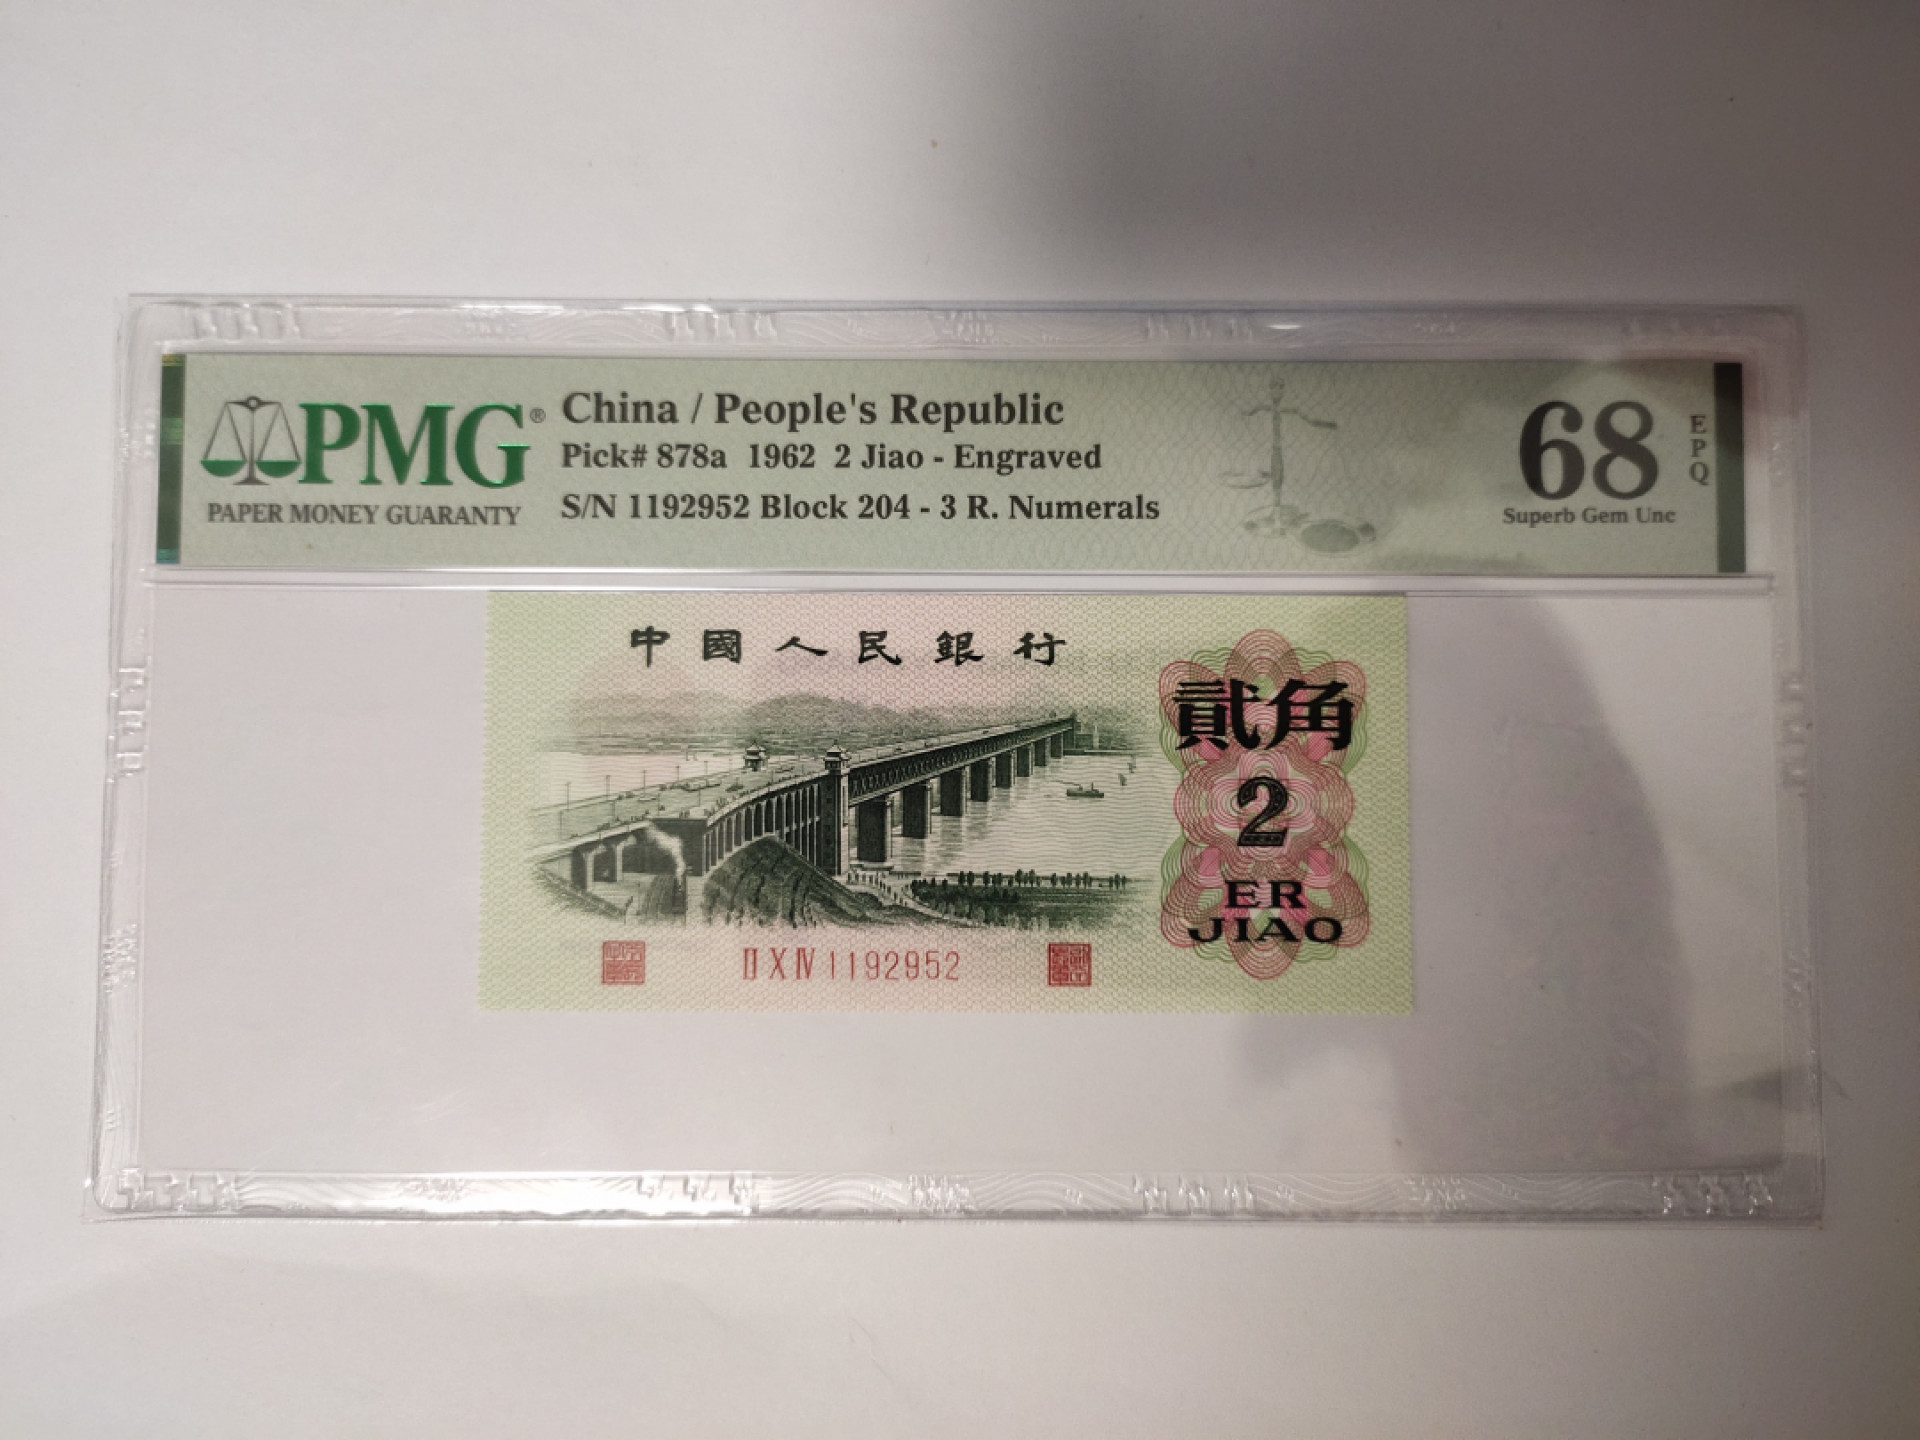 PMG®
PAPER MONEY GUARANTY
China / People's Republic
Pick# 878a 1962 2 Jiao - Engraved
S/N 1192952 Block 204 - 3 R. Numerals
68
EPQ
Superb Gem Unc
中國人民銀行
貳角
2
ER
JIAO
II X IV 1192952